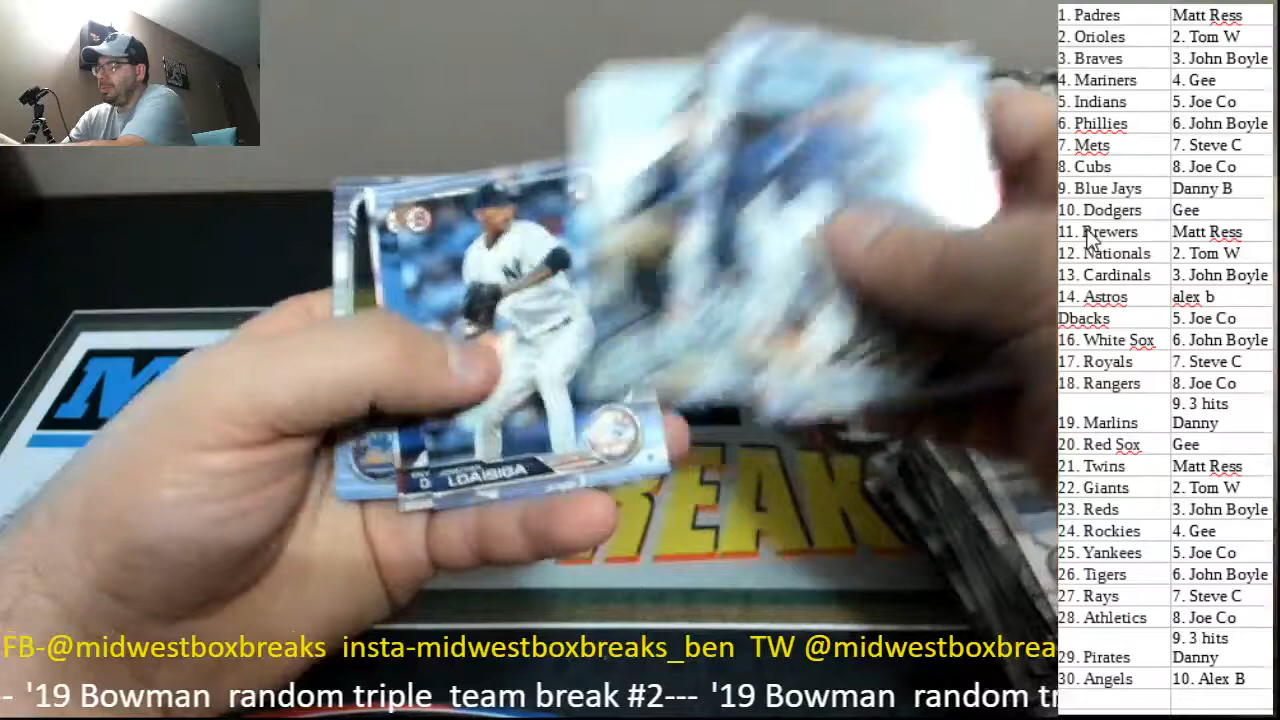 1. Padres Matt Ress
2. Orioles 2. Tom W
3. Braves 3. John Boyle
4. Mariners 4. Gee
5. Indians 5. Joe Co
6. Phillies 6. John Boyle
7. Mets 7. Steve C
8. Cubs 8. Joe Co
9. Blue Jays Danny B
10. Dodgers Gee
11. Brewers Matt Ress
12. Nationals 2. Tom W
13. Cardinals 3. John Boyle
14. Astros alex b
Dbacks 5. Joe Co
16. White Sox 6. John Boyle
17. Royals 7. Steve C
18. Rangers 8. Joe Co
9. 3 hits
19. Marlins Danny
20. Red Sox Gee
21. Twins Matt Ress
22. Giants 2. Tom W
23. Reds 3. John Boyle
24. Rockies 4. Gee
25. Yankees 5. Joe Co
26. Tigers 6. John Boyle
27. Rays 7. Steve C
28. Athletics 8. Joe Co
9. 3 hits
29. Pirates Danny
30. Angels 10. Alex B
LOAISIGA
BREAK
FB-@midwestboxbreaks insta-midwestboxbreaks_ben TW @midwestboxbrea
-- '19 Bowman random triple team break #2--- '19 Bowman random tr